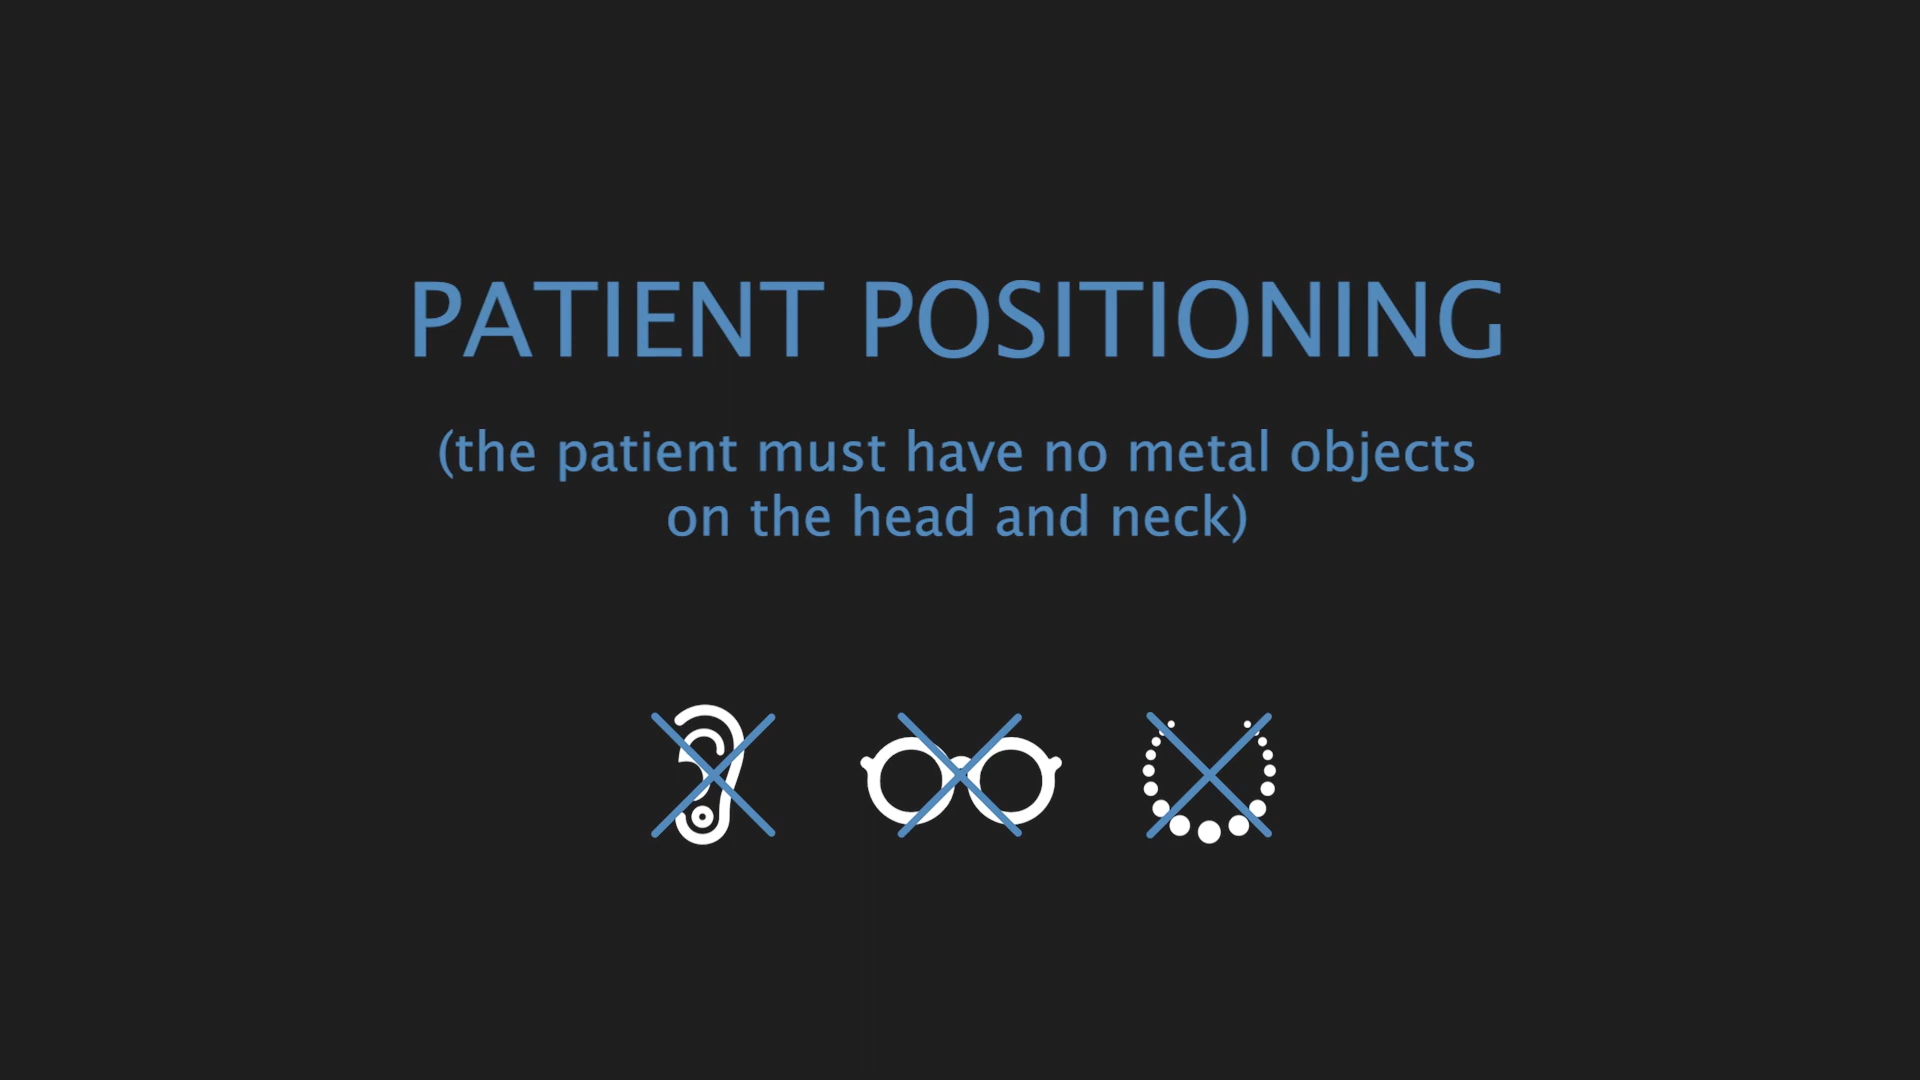 PATIENT POSITIONING
(the patient must have no metal objects
on the head and neck)